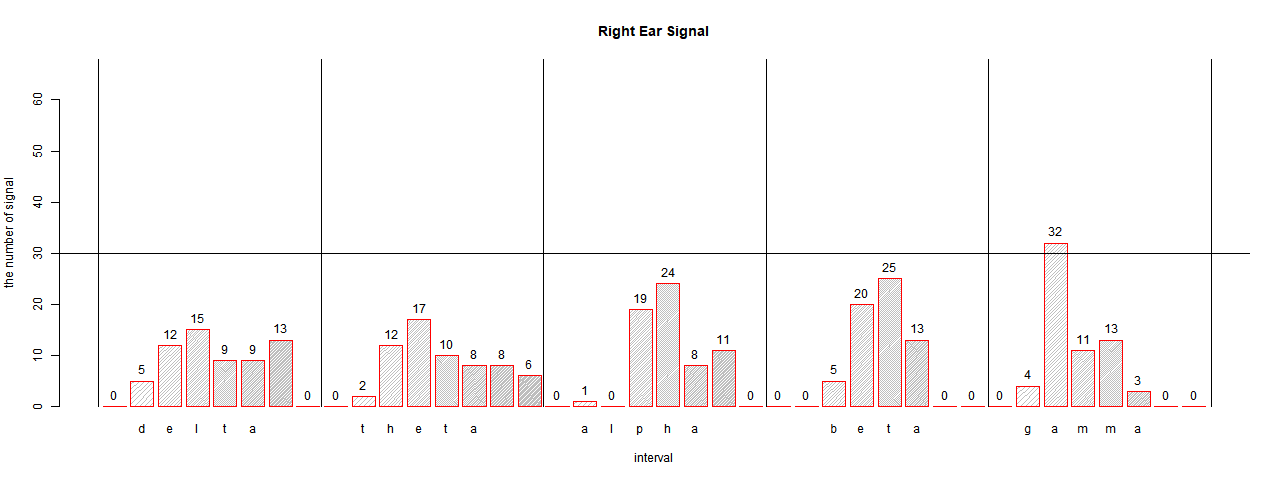 Right Ear Signal
the number of signal
60
50
40
30
20
10
0
0 5 12 15 9 9 13 0
0 2 12 17 10 8 8 6
0 1 0 19 24 8 11 0
0 0 5 20 25 13 0 0
0 4 32 11 13 3 0 0
d e l t a t h e t a a l p h a b e t a g a m m a
interval